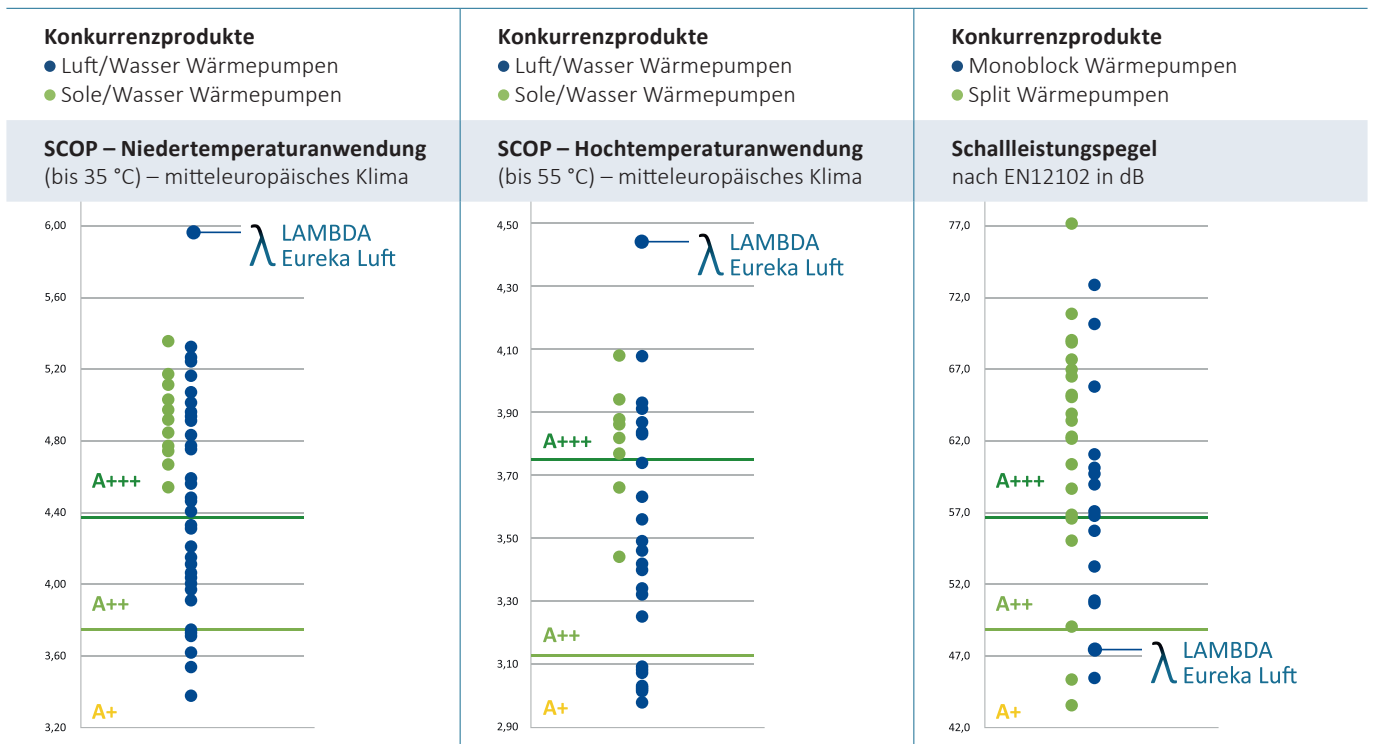 Konkurrenzprodukte
Luft/Wasser Wärmepumpen
Sole/Wasser Wärmepumpen
SCOP – Niedertemperaturanwendung
(bis 35 °C) – mitteleuropäisches Klima
6,00
5,60
5,20
4,80
4,40
4,00
3,60
3,20
LAMBDA
Eureka Luft
A+++
A++
A+
Konkurrenzprodukte
Luft/Wasser Wärmepumpen
Sole/Wasser Wärmepumpen
SCOP – Hochtemperaturanwendung
(bis 55 °C) – mitteleuropäisches Klima
4,50
4,30
4,10
3,90
3,70
3,50
3,30
3,10
2,90
LAMBDA
Eureka Luft
A+++
A++
A+
Konkurrenzprodukte
Monoblock Wärmepumpen
Split Wärmepumpen
Schallleistungspegel
nach EN12102 in dB
77,0
72,0
67,0
62,0
57,0
52,0
47,0
42,0
A+++
A++
LAMBDA
Eureka Luft
A+